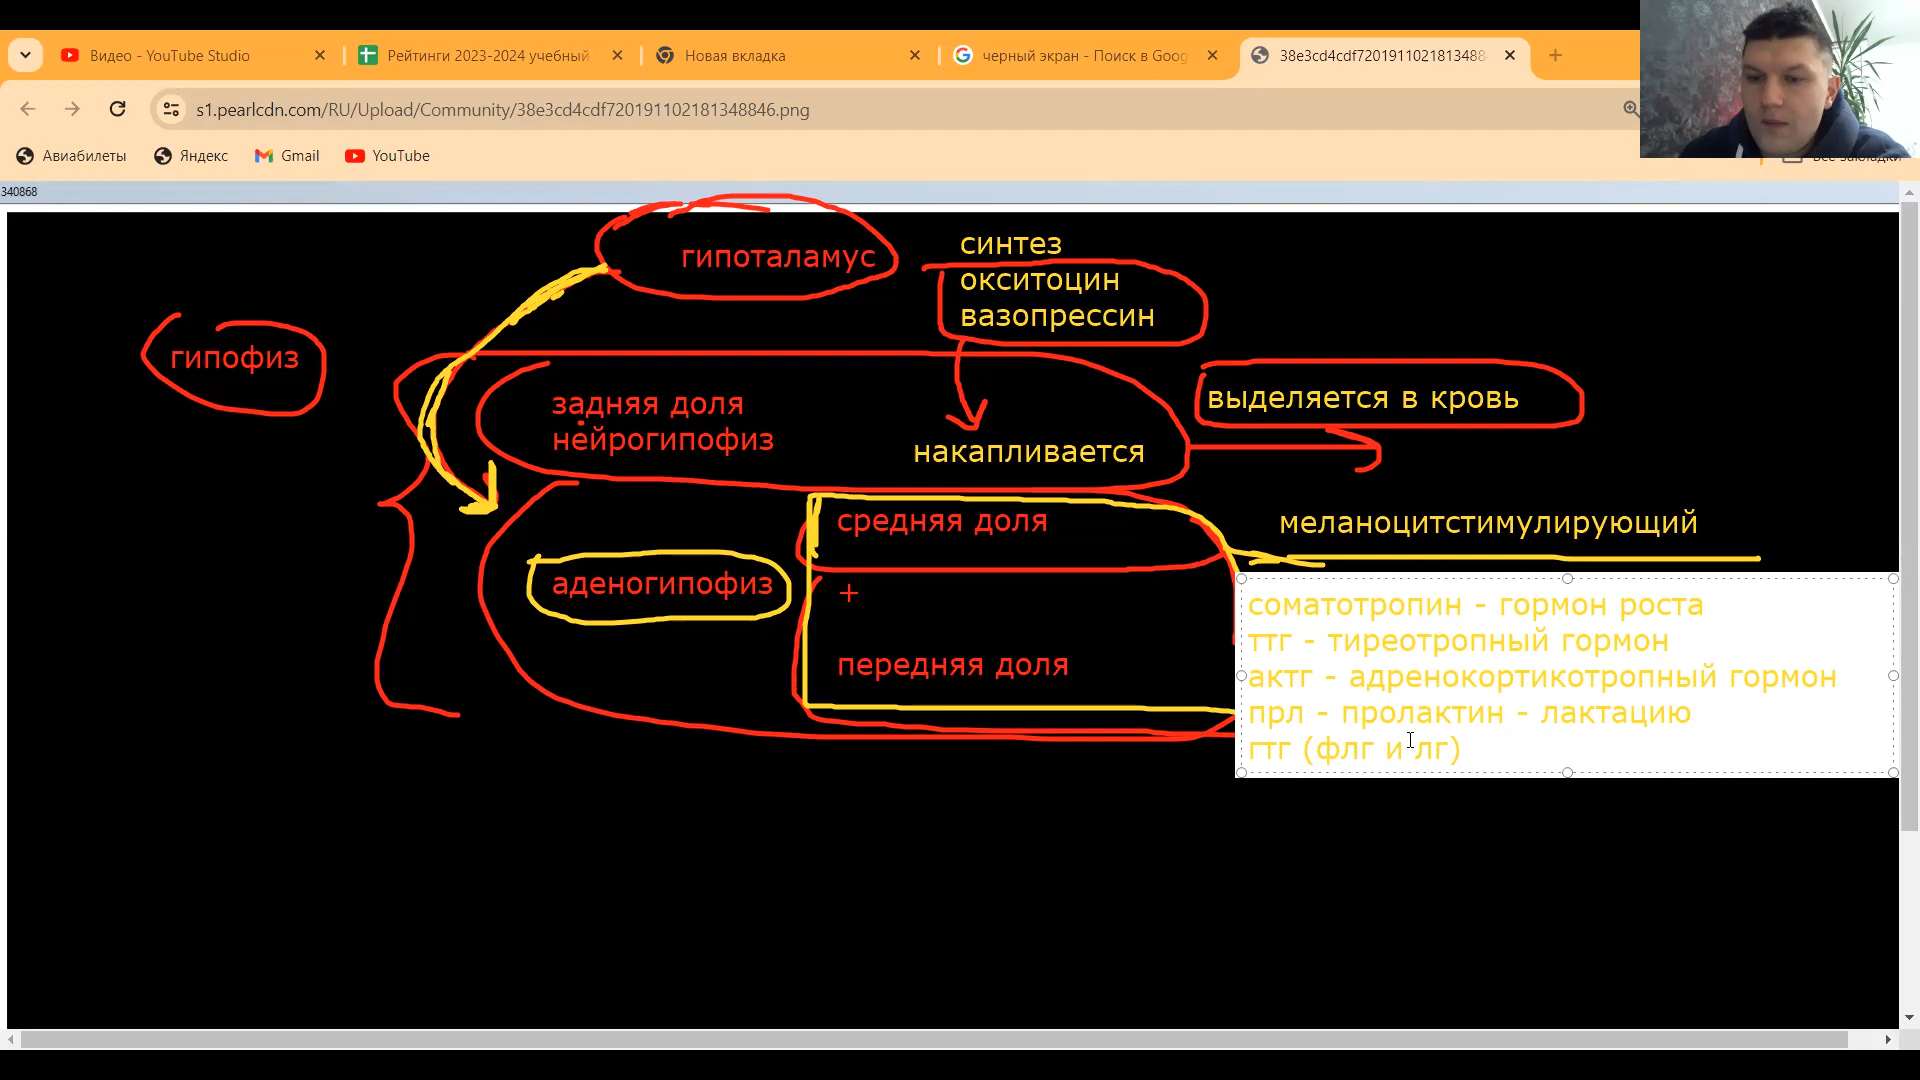 Видео - YouTube Studio
Рейтинги 2023-2024 учебный
Новая вкладка
черный экран - Поиск в Goog
38e3cd4cdf7201911021813488
s1.pearlcdn.com/RU/Upload/Community/38e3cd4cdf720191102181348846.png
Авиабилеты
Яндекс
Gmail
YouTube
Все закладки
340868
гипоталамус
синтез
окситоцин
вазопрессин
гипофиз
задняя доля
нейрогипофиз
накапливается
выделяется в кровь
средняя доля
меланоцитстимулирующий
аденогипофиз
+
передняя доля
соматотропин - гормон роста
ттг - тиреотропный гормон
актг - адренокортикотропный гормон
прл - пролактин - лактацию
гтг (флг и лг)